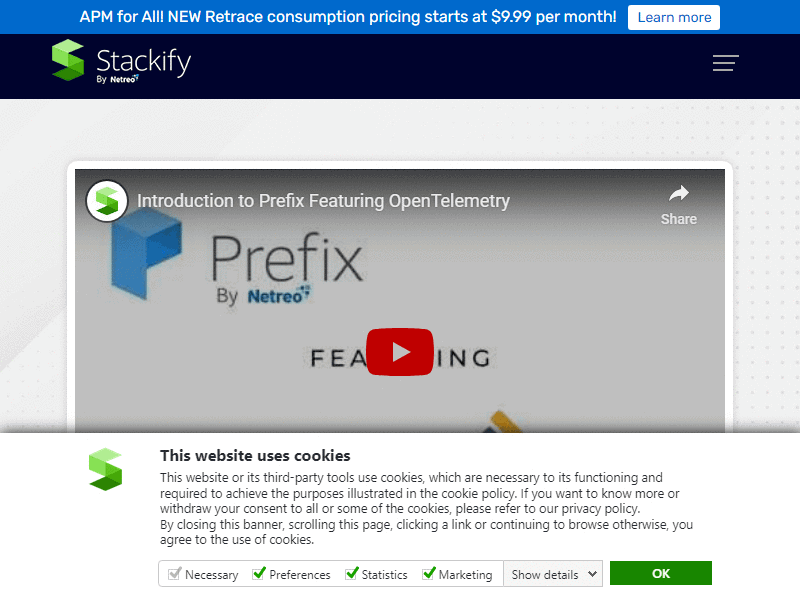 APM for All! NEW Retrace consumption pricing starts at $9.99 per month! Learn more
Stackify
By Netreo
Introduction to Prefix Featuring OpenTelemetry
Share
Prefix
By Netreo
FEA ING
This website uses cookies
This website or its third-party tools use cookies, which are necessary to its functioning and
required to achieve the purposes illustrated in the cookie policy. If you want to know more or
withdraw your consent to all or some of the cookies, please refer to our privacy policy.
By closing this banner, scrolling this page, clicking a link or continuing to browse otherwise, you
agree to the use of cookies.
Necessary Preferences Statistics Marketing Show details OK